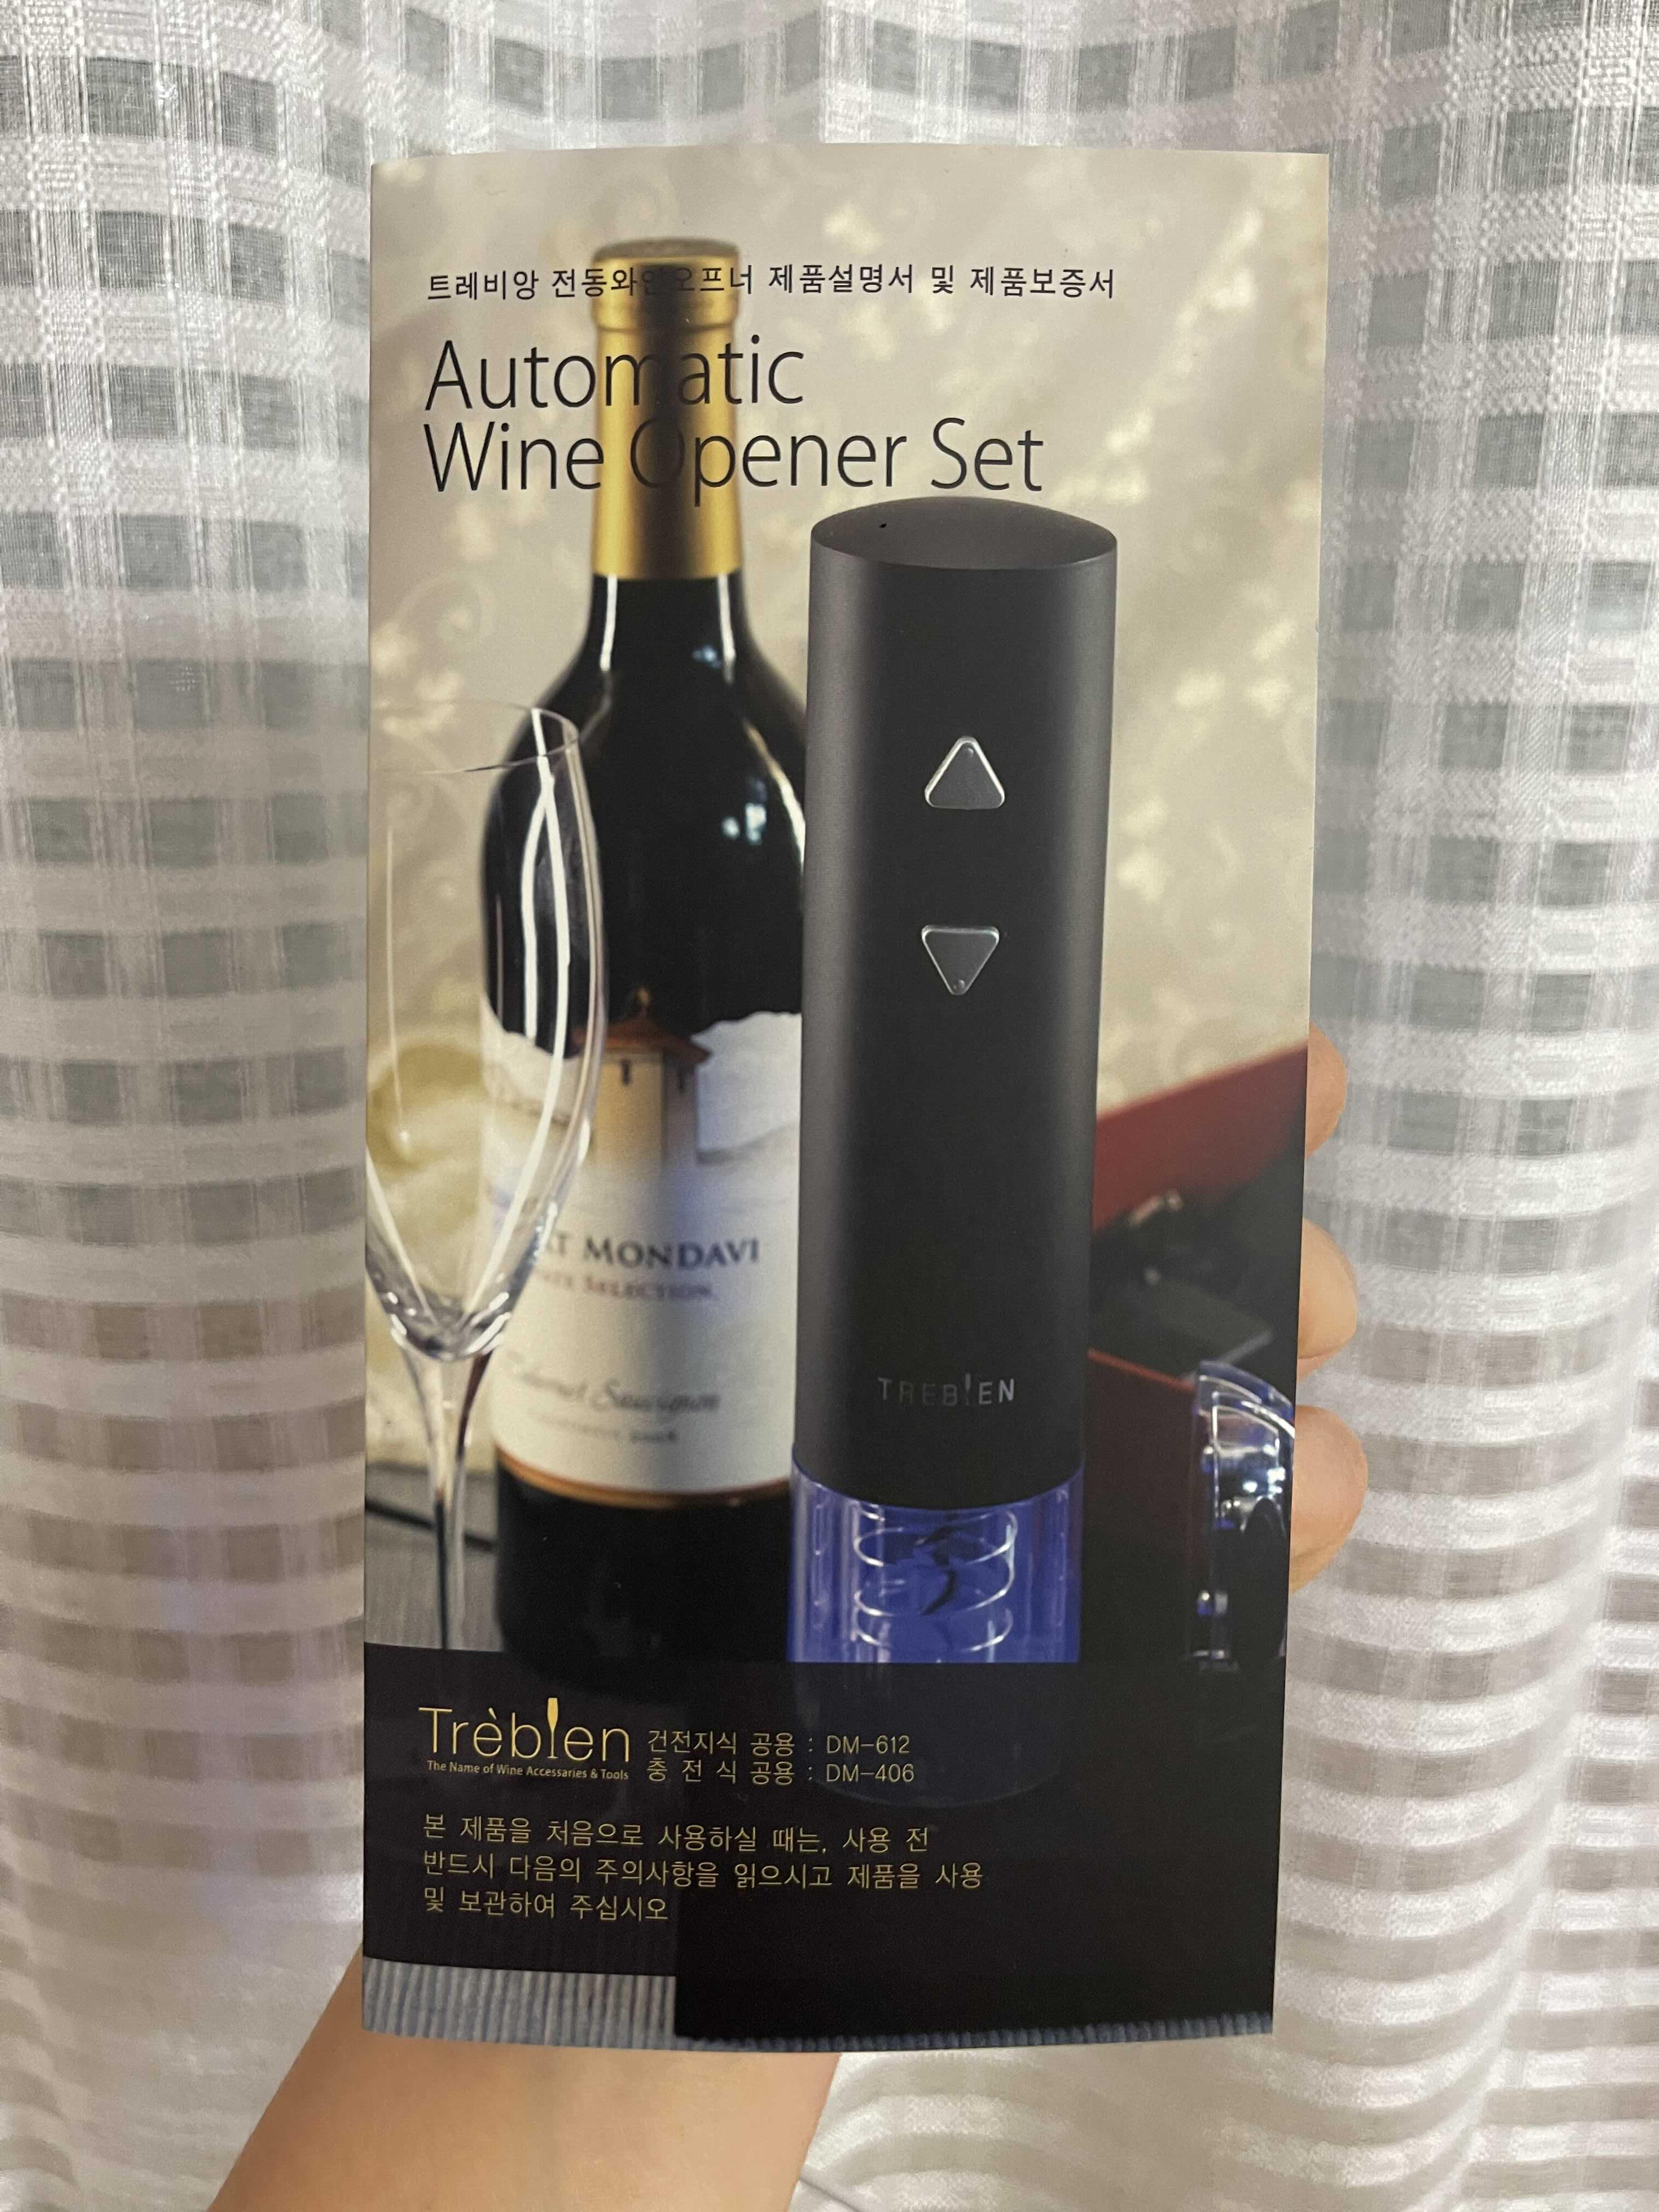 트레비앙 전동와인오프너 제품설명서 및 제품보증서
Automatic
Wine Opener Set
MONDAVI
SELECTION
Cabernet Sauvignon
TREBIEN
Trèbien
The Name of Wine Accessaries & Tools
건전지식 공용 : DM-612
충 전 식 공용 : DM-406
본 제품을 처음으로 사용하실 때는, 사용 전
반드시 다음의 주의사항을 읽으시고 제품을 사용
및 보관하여 주십시오